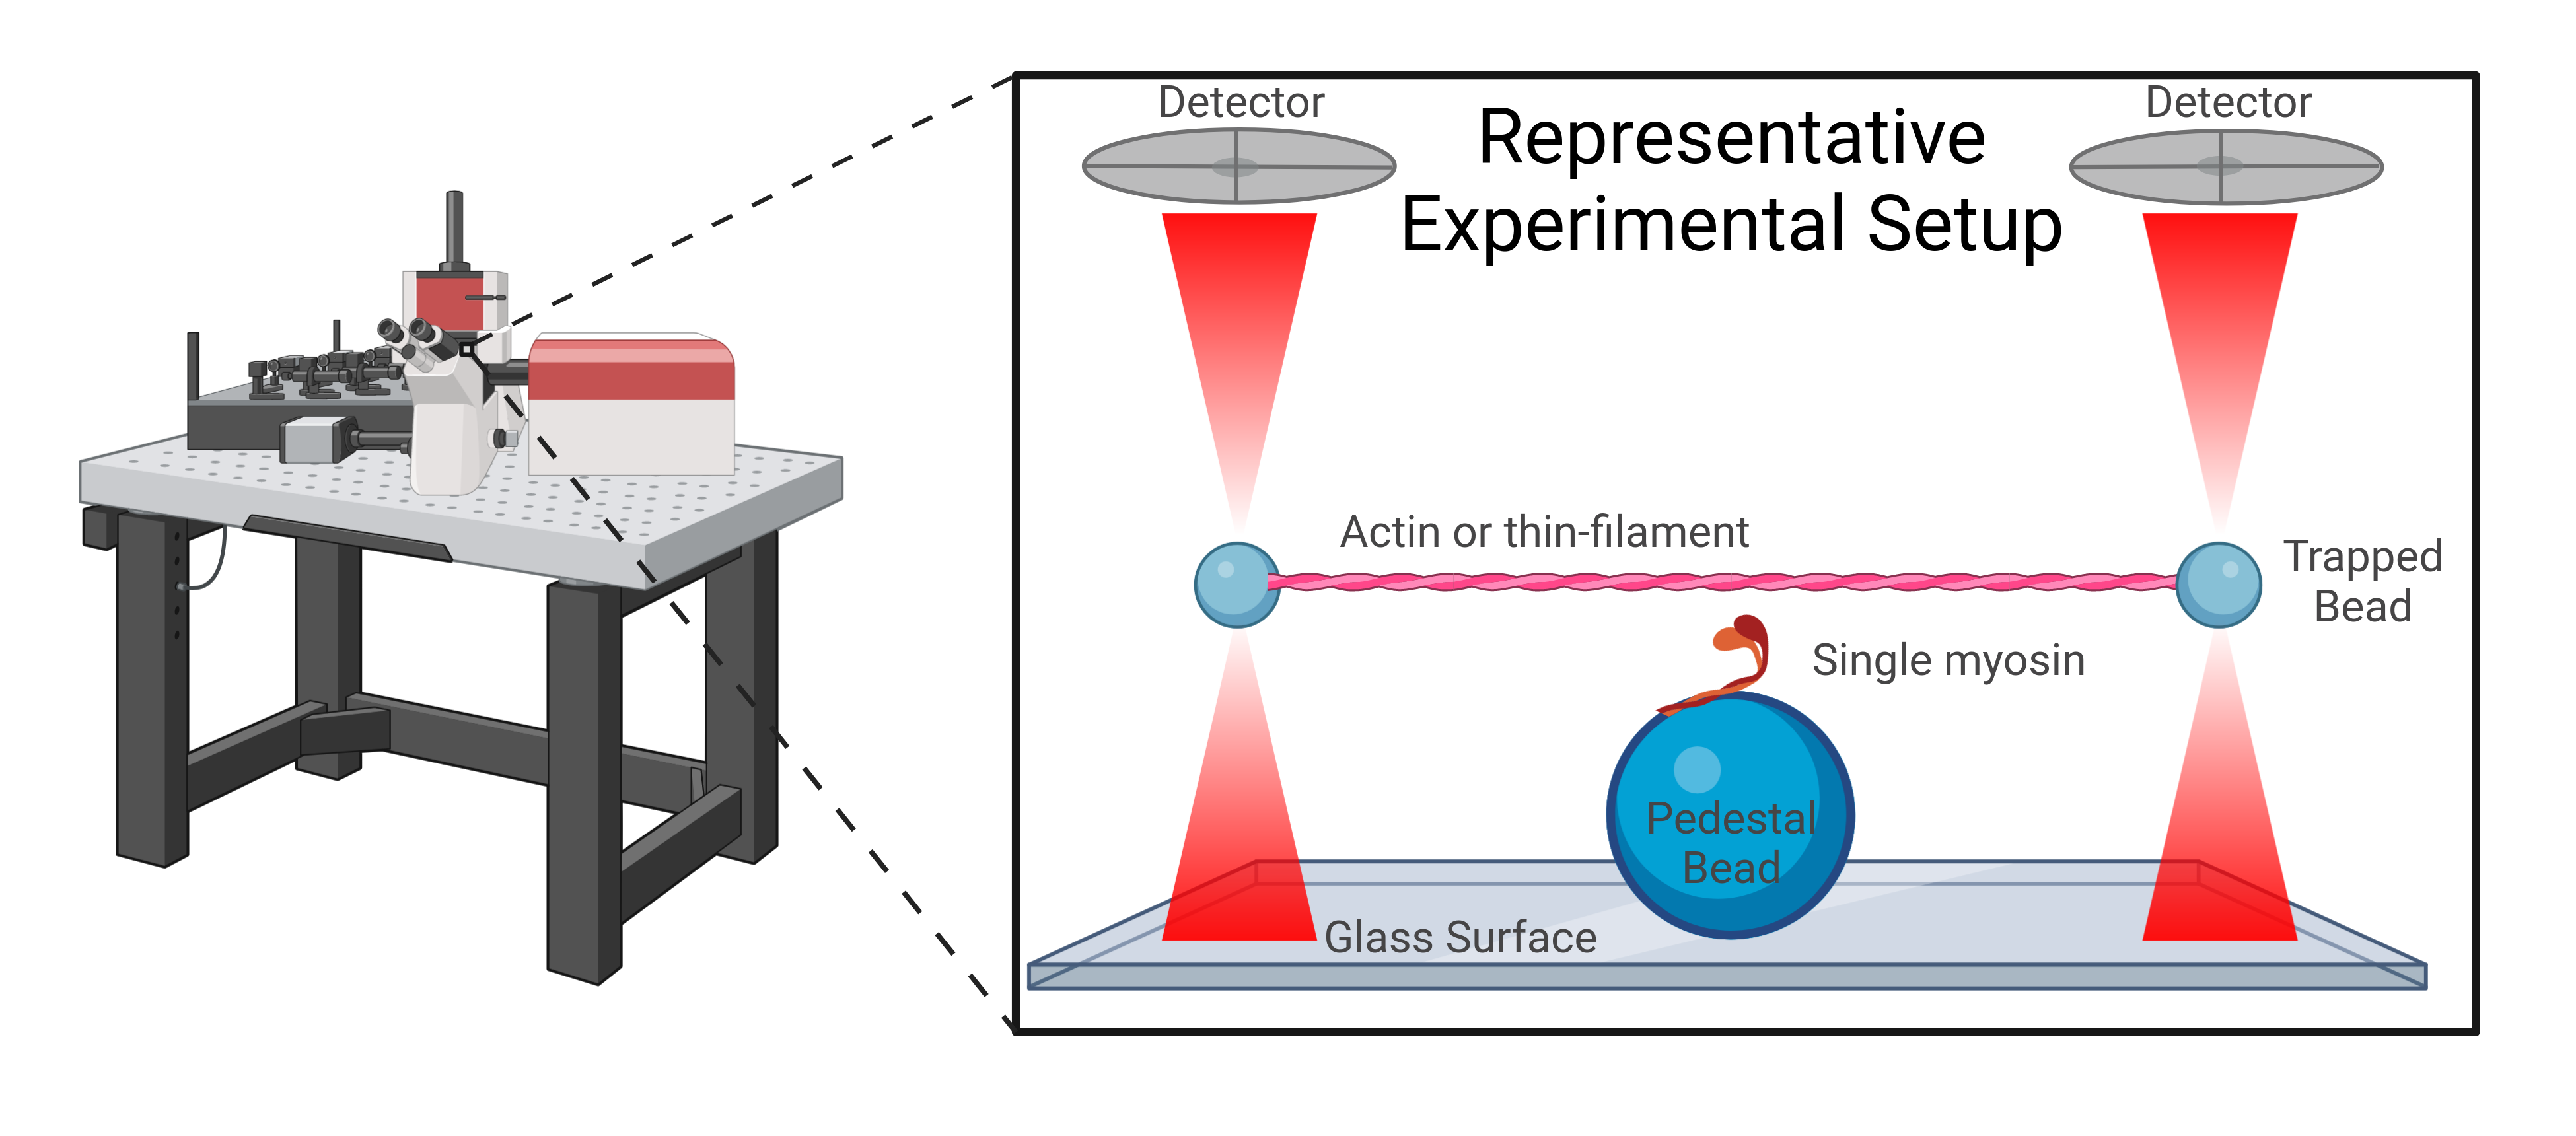 Detector
Representative
Experimental Setup
Detector
Actin or thin-filament
Trapped
Bead
Single myosin
Pedestal
Bead
Glass Surface